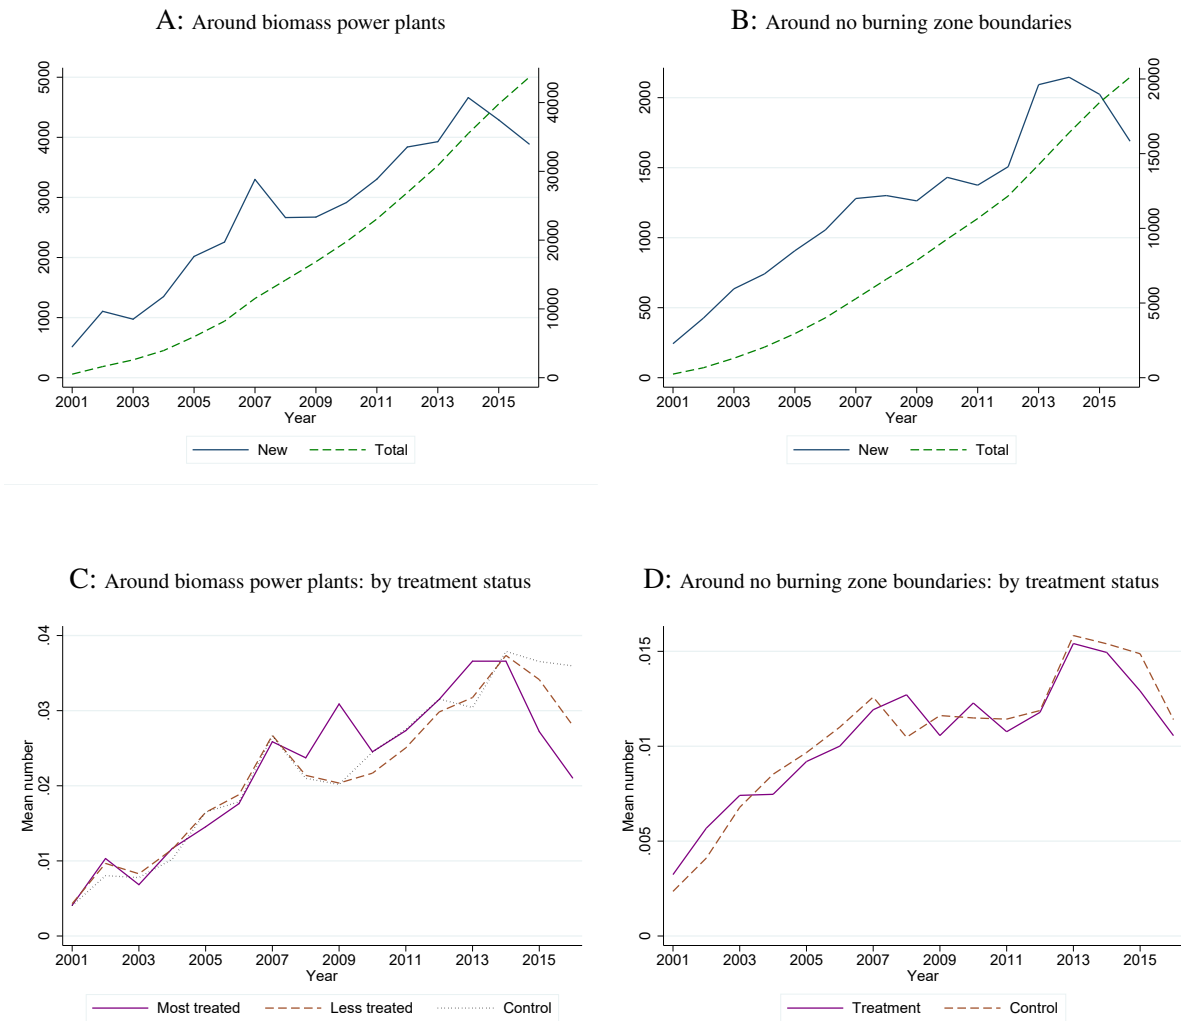 A: Around biomass power plants
5000
4000
3000
2000
1000
0
40000
30000
20000
10000
0
2001 2003 2005 2007 2009 2011 2013 2015
Year
New Total
B: Around no burning zone boundaries
2000
1500
1000
500
0
20000
15000
10000
5000
0
2001 2003 2005 2007 2009 2011 2013 2015
Year
New Total
C: Around biomass power plants: by treatment status
Mean number
.04
.03
.02
.01
0
2001 2003 2005 2007 2009 2011 2013 2015
Year
Most treated Less treated Control
D: Around no burning zone boundaries: by treatment status
Mean number
.015
.01
.005
0
2001 2003 2005 2007 2009 2011 2013 2015
Year
Treatment Control